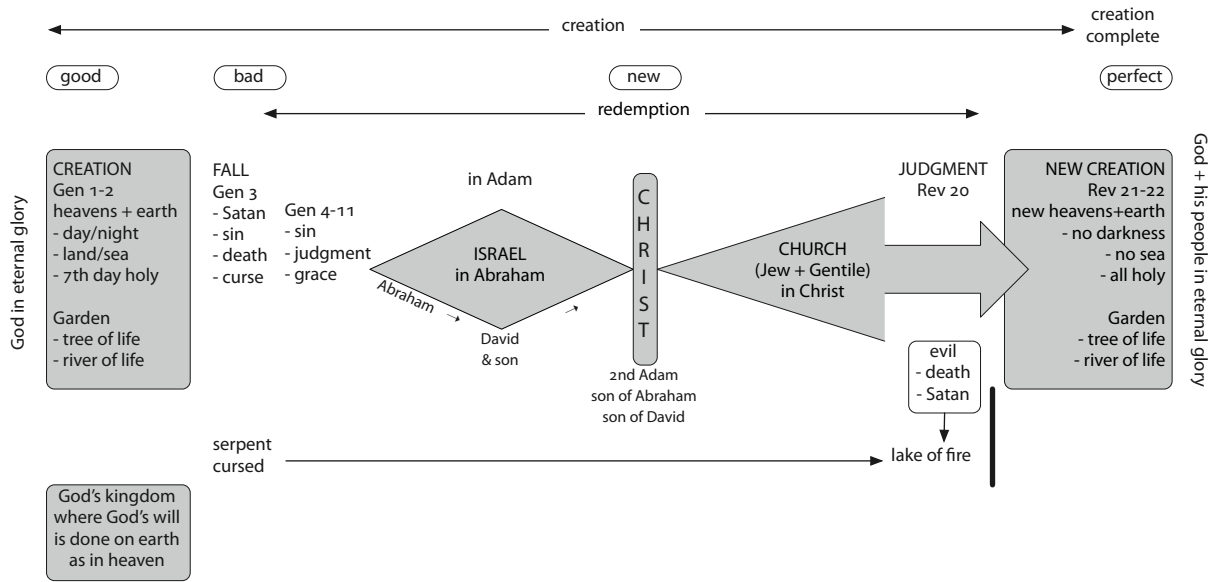 creation
creation
complete
good
bad
new
perfect
redemption
God in eternal glory
CREATION
Gen 1-2
heavens + earth
- day/night
- land/sea
- 7th day holy
Garden
- tree of life
- river of life
FALL
Gen 3
- Satan
- sin
- death
- curse
Gen 4-11
- sin
- judgment
- grace
in Adam
ISRAEL
in Abraham
Abraham →
→
David
& son
CHRIST
2nd Adam
son of Abraham
son of David
CHURCH
(Jew + Gentile)
in Christ
JUDGMENT
Rev 20
evil
- death
- Satan
lake of fire
NEW CREATION
Rev 21-22
new heavens+earth
- no darkness
- no sea
- all holy
Garden
- tree of life
- river of life
God + his people in eternal glory
serpent
cursed
God's kingdom
where God's will
is done on earth
as in heaven